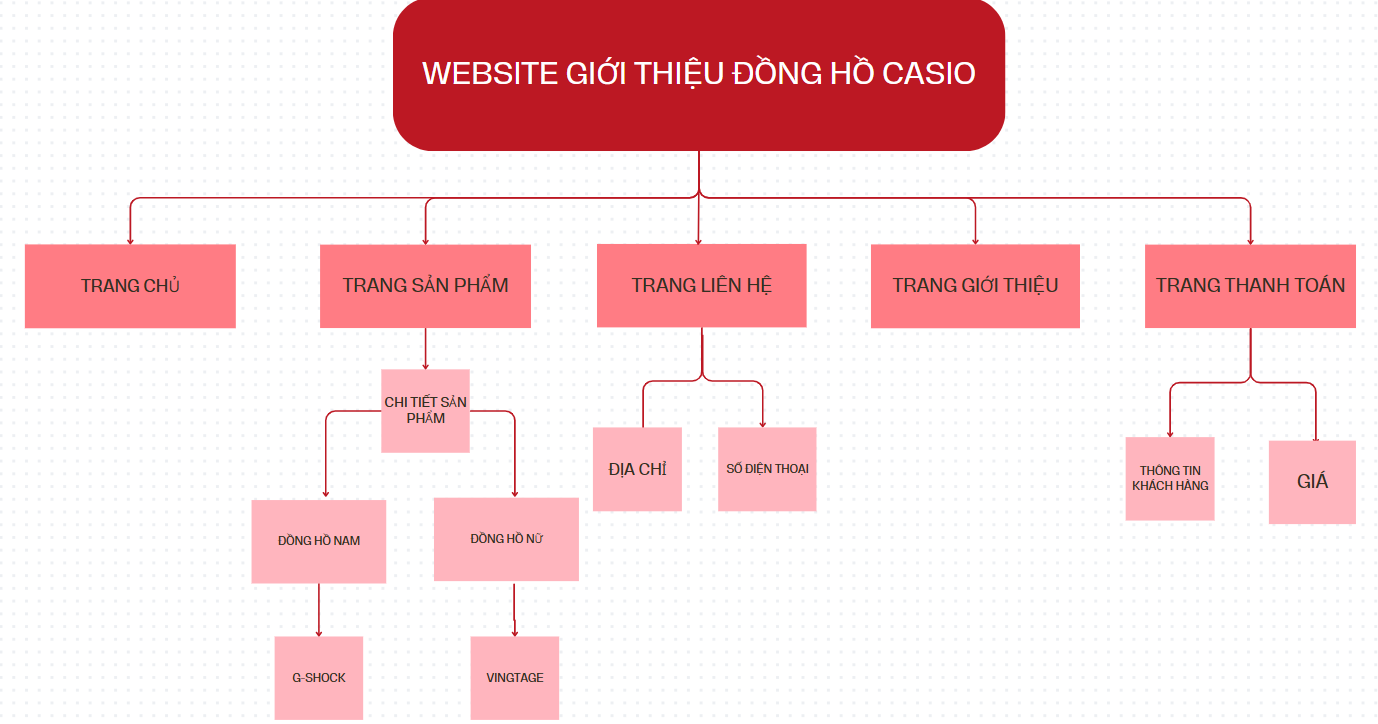 WEBSITE GIỚI THIỆU ĐỒNG HỒ CASIO
TRANG CHỦ
TRANG SẢN PHẨM
TRANG LIÊN HỆ
TRANG GIỚI THIỆU
TRANG THANH TOÁN
CHI TIẾT SẢN
PHẨM
ĐỊA CHỈ
SỐ ĐIỆN THOẠI
THÔNG TIN
KHÁCH HÀNG
GIÁ
ĐỒNG HỒ NAM
ĐỒNG HỒ NỮ
G-SHOCK
VINGTAGE